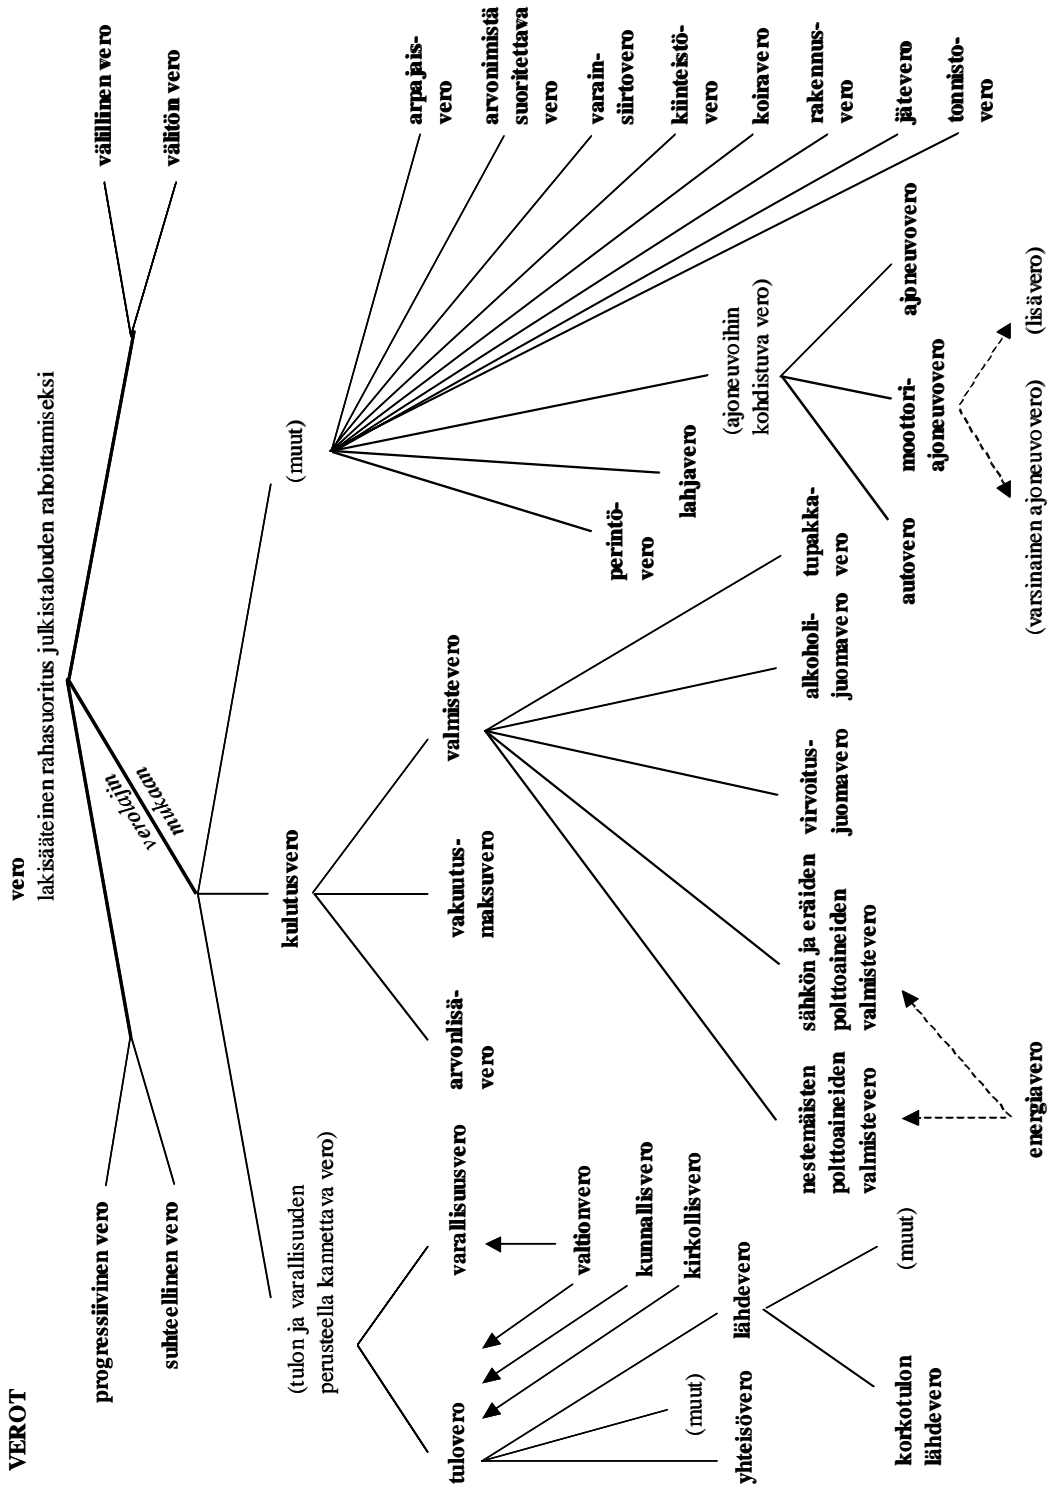 VEROT
vero
lakisääteinen rahasuoritus julkistalouden rahoittamiseksi
progressiivinen vero
suhteellinen vero
verolajin
mukaan
välillinen vero
välitön vero
(tulon ja varallisuuden
perusteella kannettava vero)
kulutusvero
(muut)
tulovero
varallisuusvero
arvonlisä-
vero
vakuutus-
maksuvero
valmistevero
valtionvero
kunnallisvero
kirkollisvero
(muut)
yhteisövero
lähdevero
korkotulon
lähdevero
(muut)
nestemäisten
polttoaineiden
valmistevero
sähkön ja eräiden
polttoaineiden
valmistevero
virvoitus-
juomavero
alkoholi-
juomavero
tupakka-
vero
energiavero
perintö-
vero
lahjavero
(ajoneuvoihin
kohdistuva vero)
autovero
moottori-
ajoneuvovero
ajoneuvovero
(varsinainen ajoneuvovero)
(lisävero)
arpajais-
vero
arvonimistä
suoritettava
vero
varain-
siirtovero
kiinteistö-
vero
koiravero
rakennus-
vero
jätevero
tonnisto-
vero